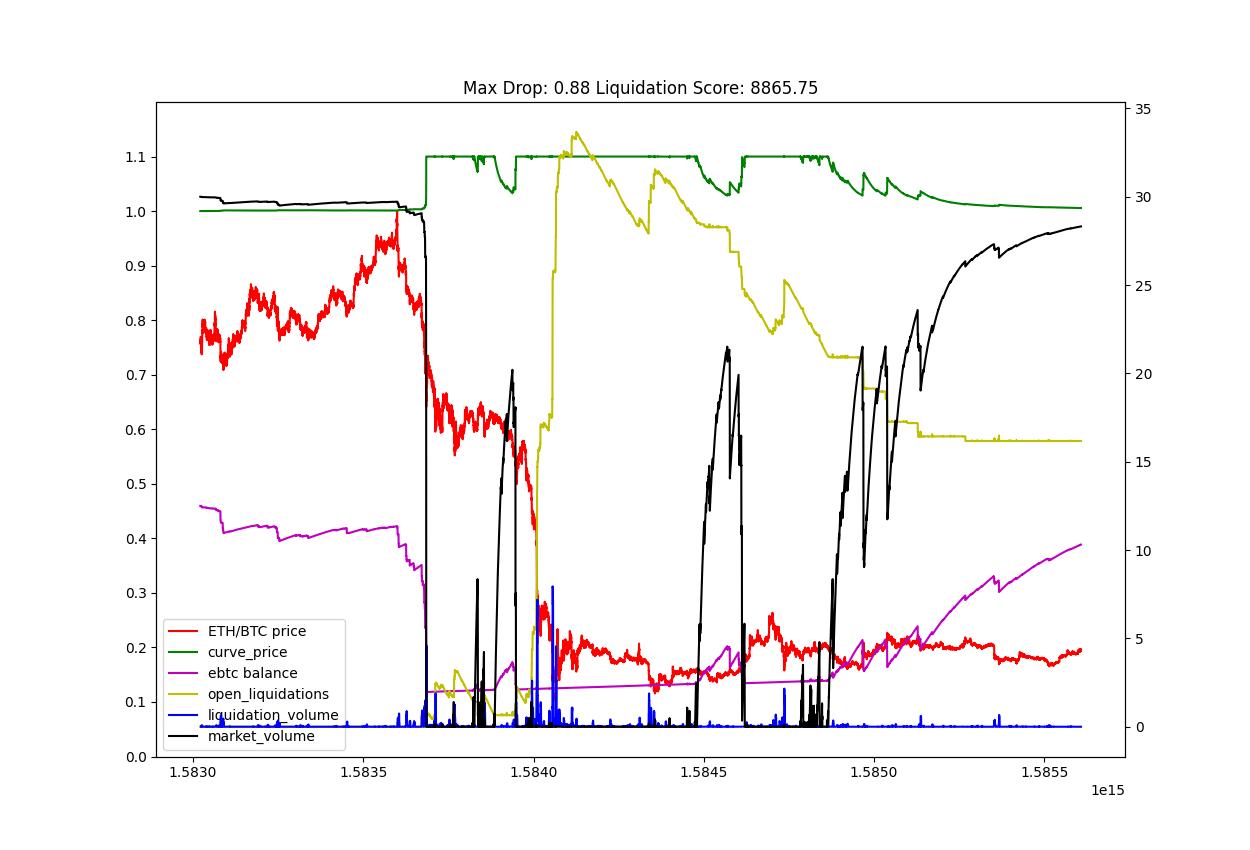 Max Drop: 0.88 Liquidation Score: 8865.75
35
1.1
30
1.0
0.9
25
0.8
0.7
20
0.6
15
0.5
0.4
10
0.3
ETH/BTC price
0.2
curve_price
5
ebtc balance
0.1
open_liquidations
liquidation_volume
0
market_volume
0.0
1.5830 1.5835 1.5840 1.5845 1.5850 1.5855
1e15